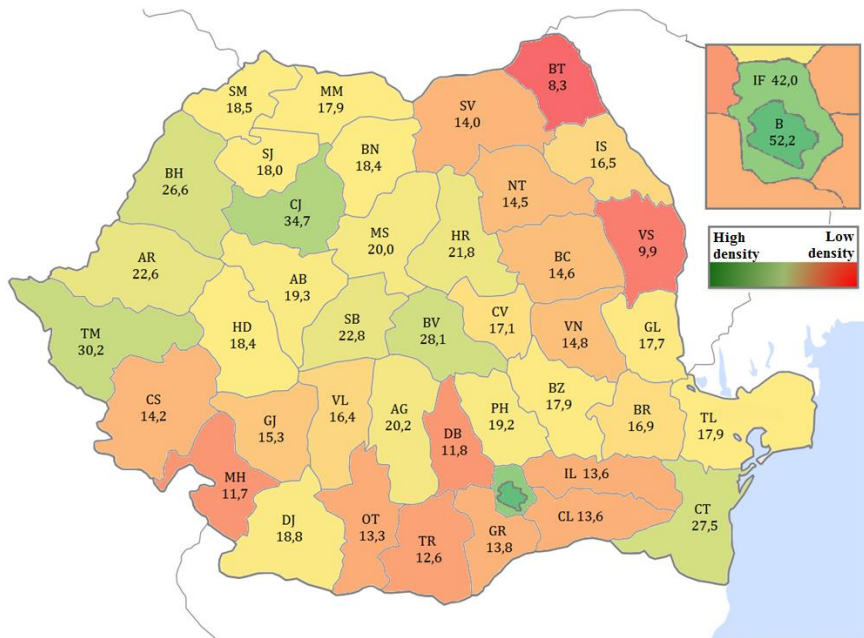 SM
18,5
MM
17,9
SV
14,0
BT
8,3
IF 42,0
B
52,2
High
density
Low
density
BH
26,6
SJ
18,0
BN
18,4
IS
16,5
CJ
34,7
NT
14,5
MS
20,0
HR
21,8
VS
9,9
AR
22,6
AB
19,3
BC
14,6
TM
30,2
HD
18,4
SB
22,8
BV
28,1
CV
17,1
VN
14,8
GL
17,7
CS
14,2
GJ
15,3
VL
16,4
AG
20,2
DB
11,8
PH
19,2
BZ
17,9
BR
16,9
TL
17,9
MH
11,7
DJ
18,8
OT
13,3
TR
12,6
GR
13,8
IL 13,6
CL 13,6
CT
27,5